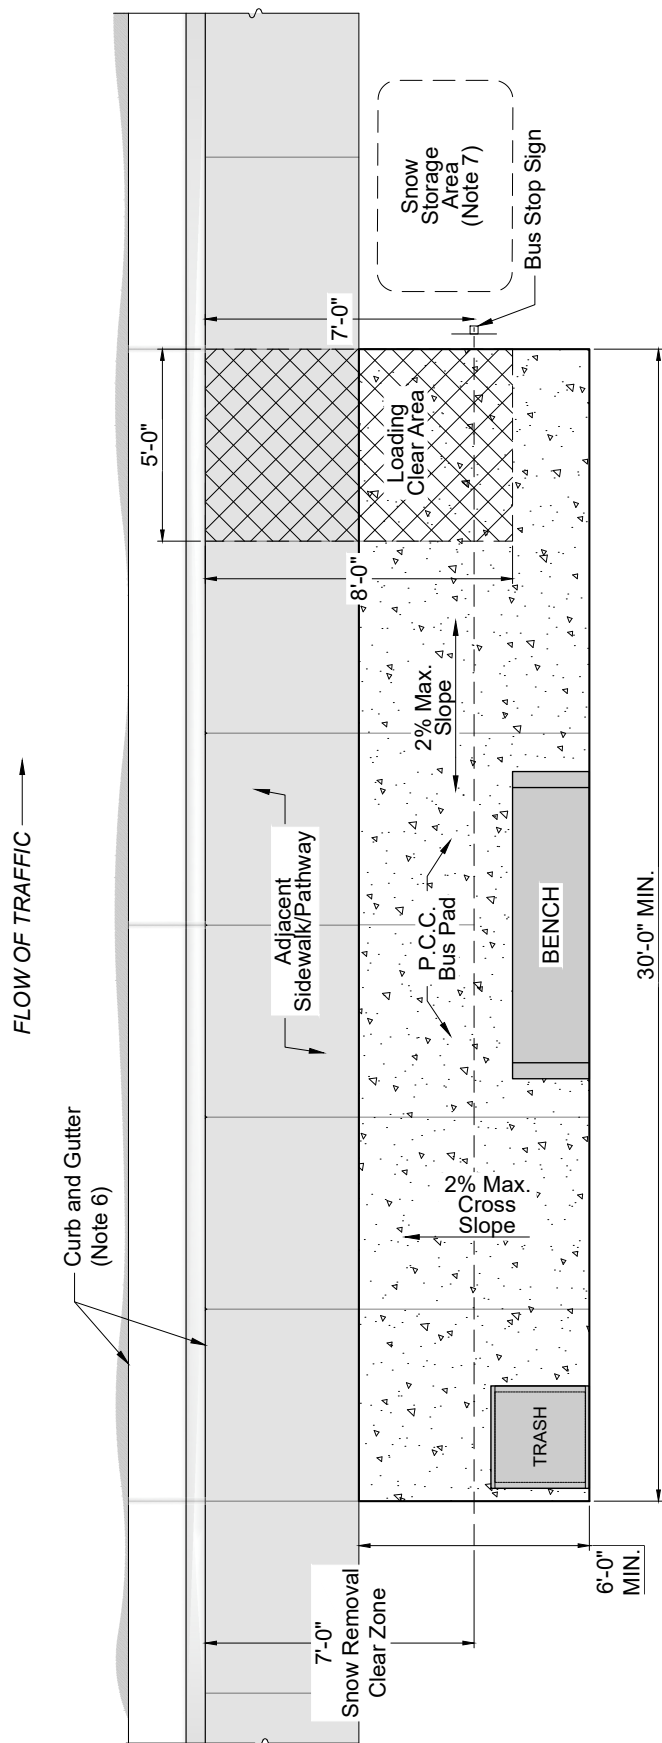 FLOW OF TRAFFIC
Curb and Gutter
(Note 6)
5'-0"
7'-0"
Snow
Storage
Area
(Note 7)
Bus Stop Sign
Loading
Clear Area
8'-0"
2% Max.
Slope
Adjacent
Sidewalk/Pathway
P.C.C.
Bus Pad
BENCH
2% Max.
Cross
Slope
TRASH
7'-0"
Snow Removal
Clear Zone
6'-0"
MIN.
30'-0" MIN.